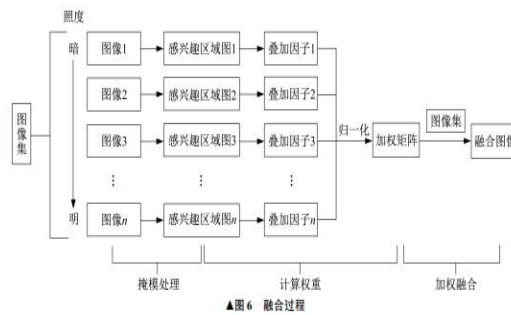 照度
暗
图像1
感兴趣区域图1
叠加因子1
图像2
感兴趣区域图2
叠加因子2
图像集
图像3
感兴趣区域图3
叠加因子3
归一化
加权矩阵
图像集
融合图像
⋮
⋮
⋮
明
图像n
感兴趣区域图n
叠加因子n
掩模处理
计算权重
加权融合
▲图6 融合过程